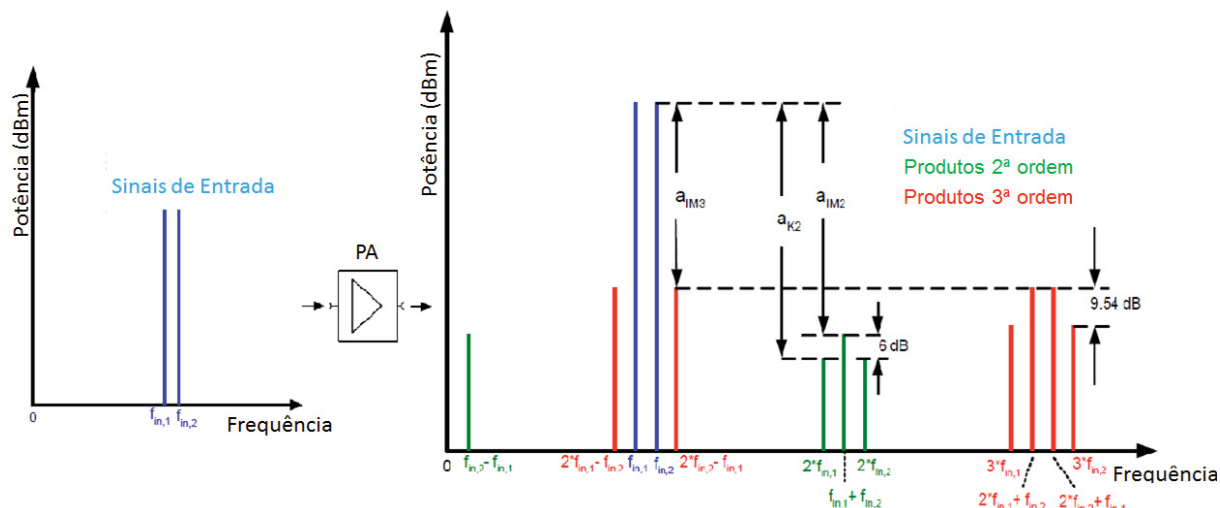 Potência (dBm)
Sinais de Entrada
0
f_in,1
f_in,2
Frequência
PA
Potência (dBm)
Sinais de Entrada
Produtos 2ª ordem
Produtos 3ª ordem
a_IM3
a_K2
a_IM2
6 dB
9.54 dB
0
f_in,2 - f_in,1
2*f_in,1 - f_in,2
f_in,1
f_in,2
2*f_in,2 - f_in,1
2*f_in,1
2*f_in,2
f_in,1 + f_in,2
3*f_in,1
3*f_in,2
Frequência
2*f_in,1 + f_in,2
2*f_in,2 + f_in,1